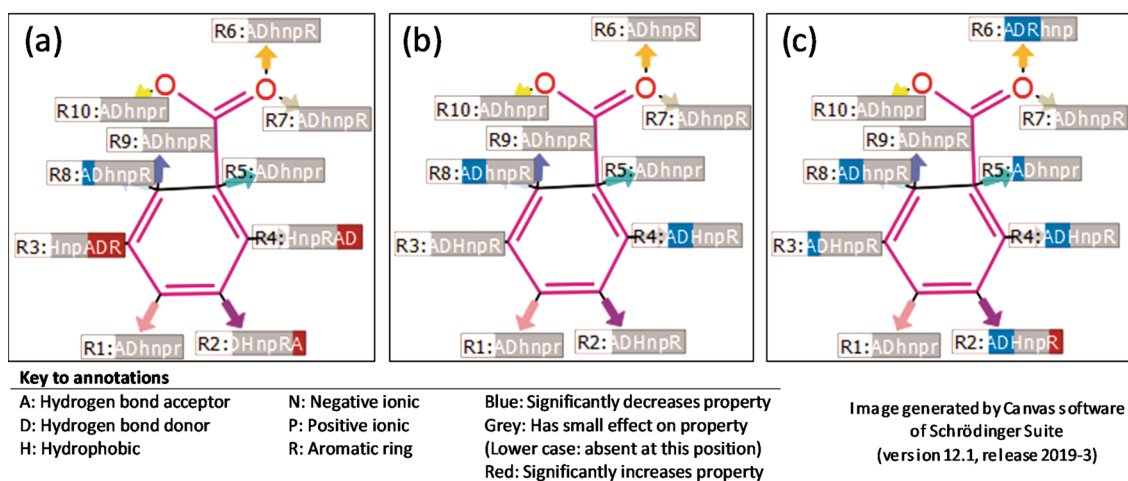 (a)
R6:ADhnpR
O
O
R10:ADhnpr
R7:ADhnpR
R9:ADhnpR
R8:ADhnpR
R5:ADhnpr
R3:HnpADR
R4:HnpRAD
R1:ADhnpr
R2:DHnpRA
(b)
R6:ADhnpR
O
O
R10:ADhnpr
R7:ADhnpR
R9:ADhnpR
R8:ADhnpR
R5:ADhnpr
R3:ADHnpR
R4:ADHnpR
R1:ADhnpr
R2:ADHnpR
(c)
R6:ADRhnp
O
O
R10:ADhnpr
R7:ADhnpR
R9:ADhnpR
R8:ADhnpR
R5:ADhnpr
R3:ADHnpR
R4:ADHnpR
R1:ADhnpr
R2:ADHnpR
Key to annotations
A: Hydrogen bond acceptor
D: Hydrogen bond donor
H: Hydrophobic
N: Negative ionic
P: Positive ionic
R: Aromatic ring
Blue: Significantly decreases property
Grey: Has small effect on property
(Lower case: absent at this position)
Red: Significantly increases property
Image generated by Canvas software
of Schrödinger Suite
(version 12.1, release 2019-3)